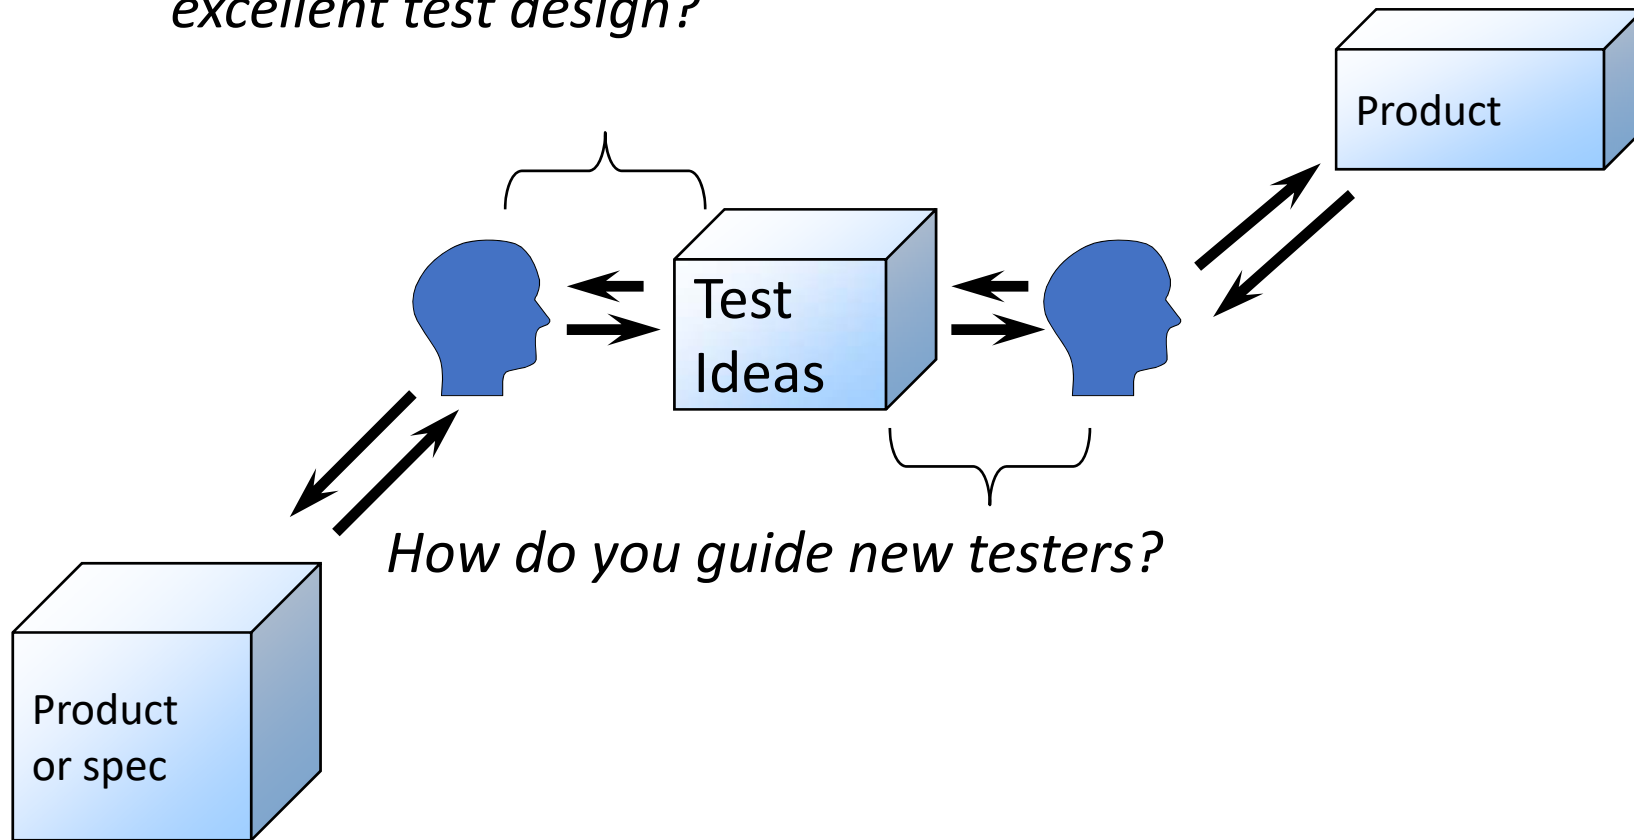 excellent test design?
Product
Test
Ideas
How do you guide new testers?
Product
or spec